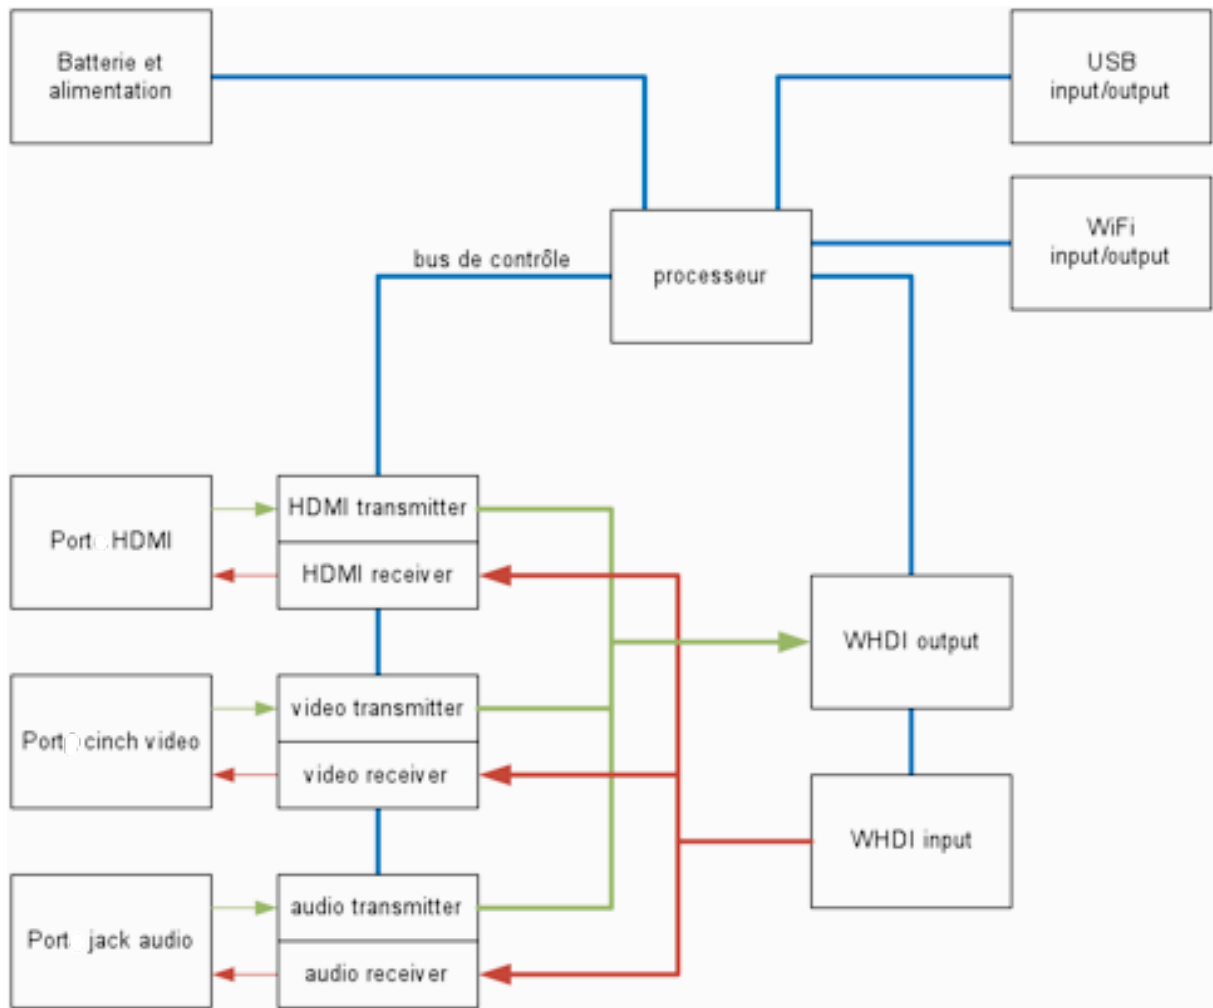 Batterie et
alimentation
USB
input/output
WiFi
input/output
bus de contrôle
processeur
Port HDMI
HDMI transmitter
HDMI receiver
WHDI output
Port cinch video
video transmitter
video receiver
WHDI input
Port jack audio
audio transmitter
audio receiver